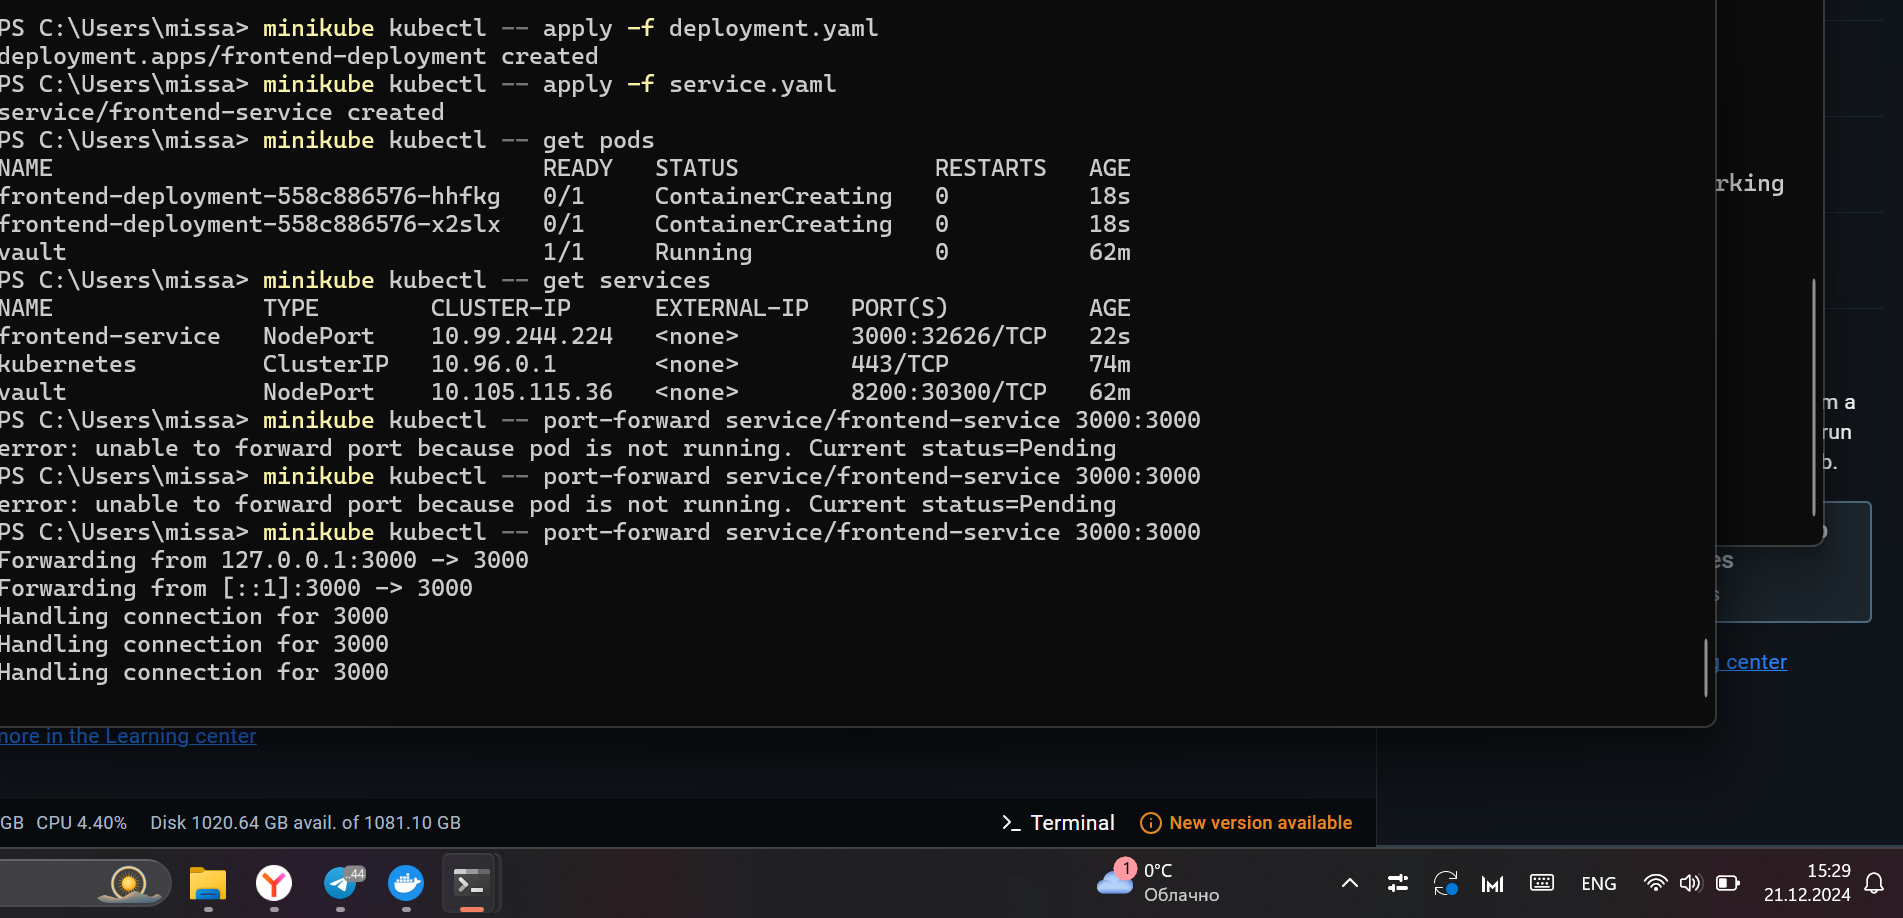 PS C:\Users\missa> minikube kubectl -- apply -f deployment.yaml
deployment.apps/frontend-deployment created
PS C:\Users\missa> minikube kubectl -- apply -f service.yaml
service/frontend-service created
PS C:\Users\missa> minikube kubectl -- get pods
NAME READY STATUS RESTARTS AGE
frontend-deployment-558c886576-hhfkg 0/1 ContainerCreating 0 18s
frontend-deployment-558c886576-x2slx 0/1 ContainerCreating 0 18s
vault 1/1 Running 0 62m
PS C:\Users\missa> minikube kubectl -- get services
NAME TYPE CLUSTER-IP EXTERNAL-IP PORT(S) AGE
frontend-service NodePort 10.99.244.224 <none> 3000:32626/TCP 22s
kubernetes ClusterIP 10.96.0.1 <none> 443/TCP 74m
vault NodePort 10.105.115.36 <none> 8200:30300/TCP 62m
PS C:\Users\missa> minikube kubectl -- port-forward service/frontend-service 3000:3000
error: unable to forward port because pod is not running. Current status=Pending
PS C:\Users\missa> minikube kubectl -- port-forward service/frontend-service 3000:3000
error: unable to forward port because pod is not running. Current status=Pending
PS C:\Users\missa> minikube kubectl -- port-forward service/frontend-service 3000:3000
Forwarding from 127.0.0.1:3000 -> 3000
Forwarding from [::1]:3000 -> 3000
Handling connection for 3000
Handling connection for 3000
Handling connection for 3000
rking
m a
run
b.
es
s
g center
more in the Learning center
GB CPU 4.40% Disk 1020.64 GB avail. of 1081.10 GB
>_ Terminal
New version available
..44
1
0°C
Облачно
ENG
15:29
21.12.2024